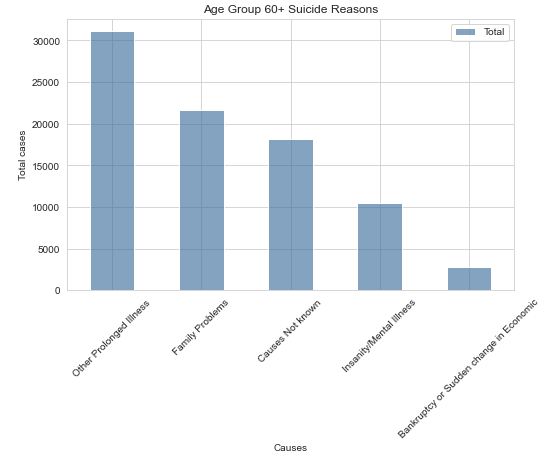 Age Group 60+ Suicide Reasons
Total
30000
25000
20000
15000
10000
5000
0
Total cases
Other Prolonged Illness
Family Problems
Causes Not known
Insanity/Mental Illness
Bankruptcy or Sudden change in Economic
Causes